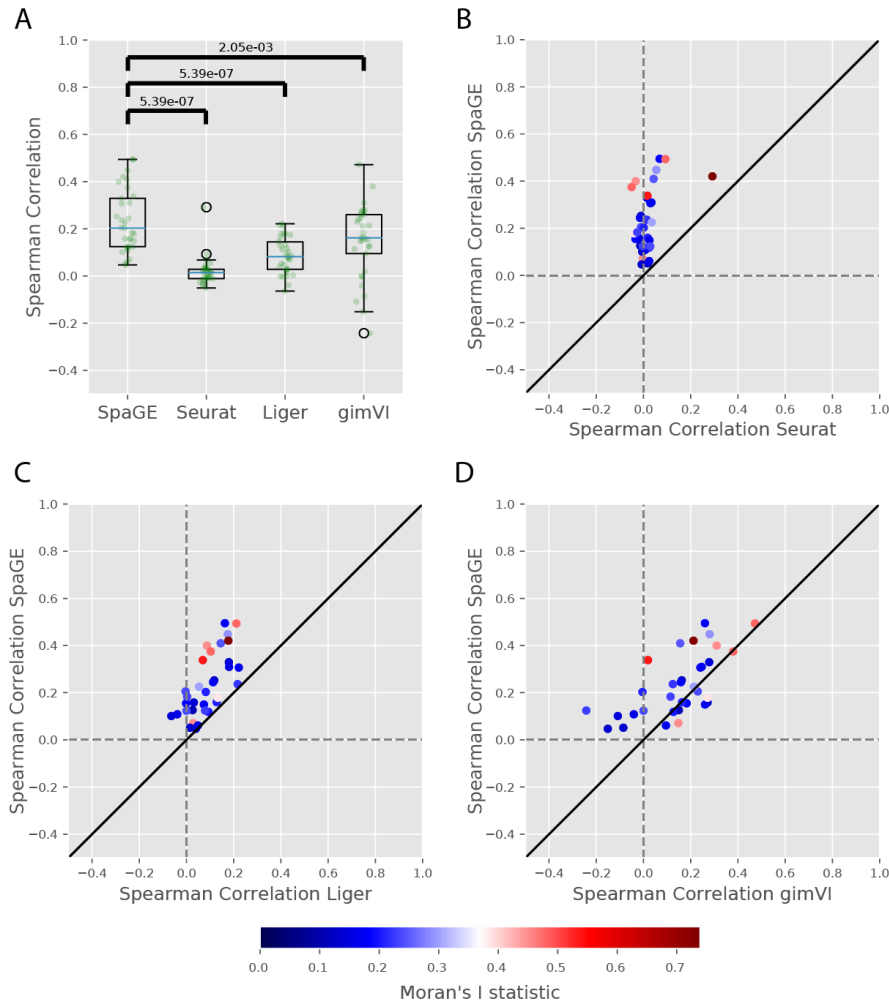 A
1.0
0.8
0.6
0.4
0.2
0.0
−0.2
−0.4
Spearman Correlation
2.05e-03
5.39e-07
5.39e-07
SpaGE Seurat Liger gimVI
B
1.0
0.8
0.6
0.4
0.2
0.0
−0.2
−0.4
Spearman Correlation SpaGE
−0.4 −0.2 0.0 0.2 0.4 0.6 0.8 1.0
Spearman Correlation Seurat
C
1.0
0.8
0.6
0.4
0.2
0.0
−0.2
−0.4
Spearman Correlation SpaGE
−0.4 −0.2 0.0 0.2 0.4 0.6 0.8 1.0
Spearman Correlation Liger
D
1.0
0.8
0.6
0.4
0.2
0.0
−0.2
−0.4
Spearman Correlation SpaGE
−0.4 −0.2 0.0 0.2 0.4 0.6 0.8 1.0
Spearman Correlation gimVI
0.0 0.1 0.2 0.3 0.4 0.5 0.6 0.7
Moran's I statistic